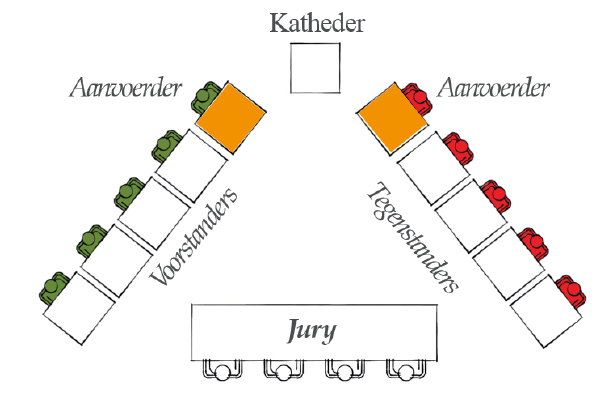 Katheder
Aanvoerder
Aanvoerder
Voorstanders
Tegenstanders
Jury